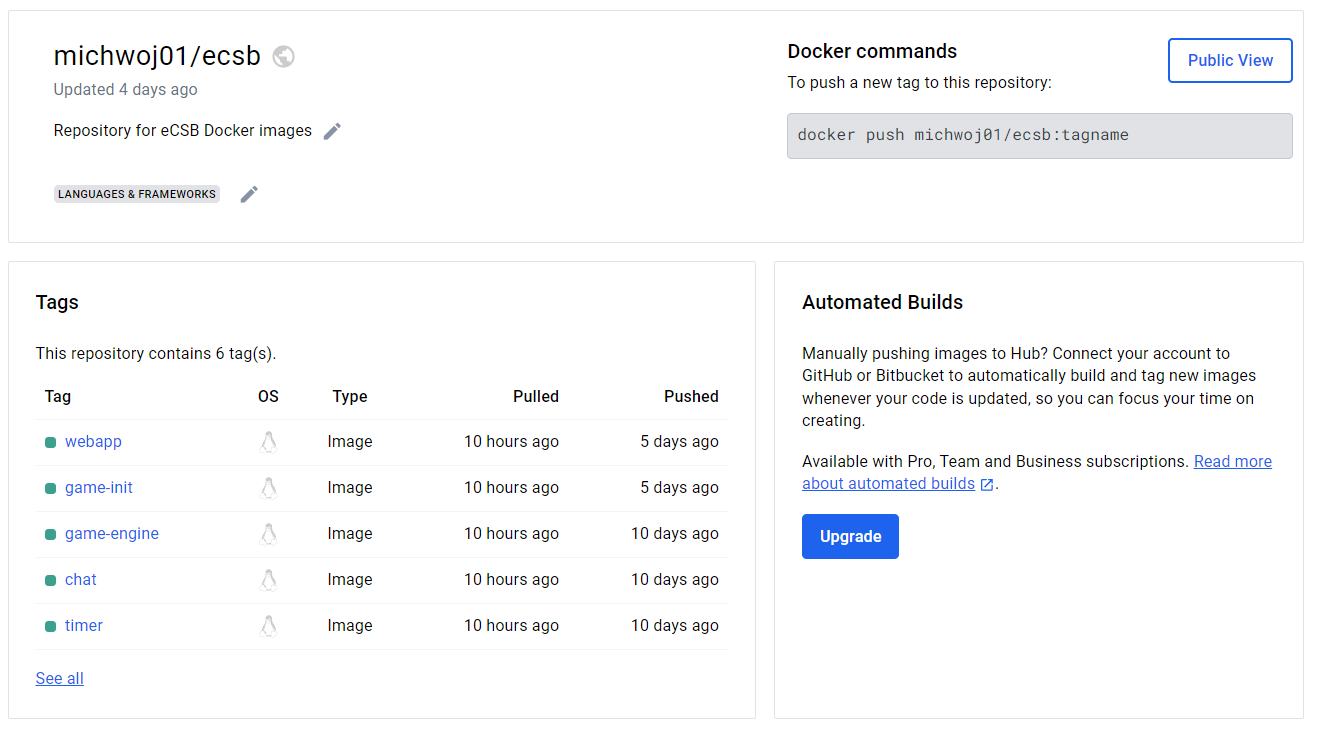 michwoj01/ecsb
Updated 4 days ago
Repository for eCSB Docker images
LANGUAGES & FRAMEWORKS
Docker commands
Public View
To push a new tag to this repository:
docker push michwoj01/ecsb:tagname
Tags
This repository contains 6 tag(s).
Tag OS Type Pulled Pushed
webapp Image 10 hours ago 5 days ago
game-init Image 10 hours ago 5 days ago
game-engine Image 10 hours ago 10 days ago
chat Image 10 hours ago 10 days ago
timer Image 10 hours ago 10 days ago
See all
Automated Builds
Manually pushing images to Hub? Connect your account to
GitHub or Bitbucket to automatically build and tag new images
whenever your code is updated, so you can focus your time on
creating.
Available with Pro, Team and Business subscriptions. Read more
about automated builds.
Upgrade